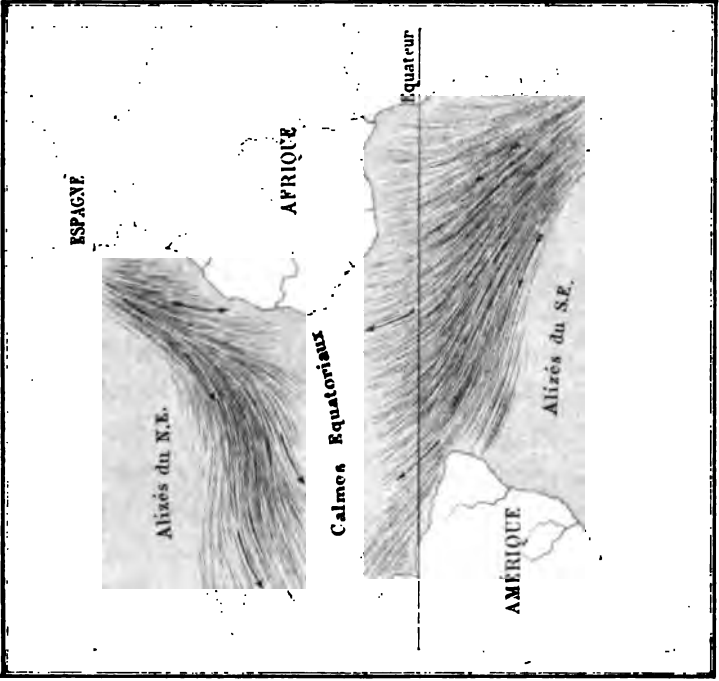 ESPAGNE
AFRIQUE
Equateur
Alizés du N.E.
Calmes Equatoriaux
Alizés du S.E.
AMÉRIQUE